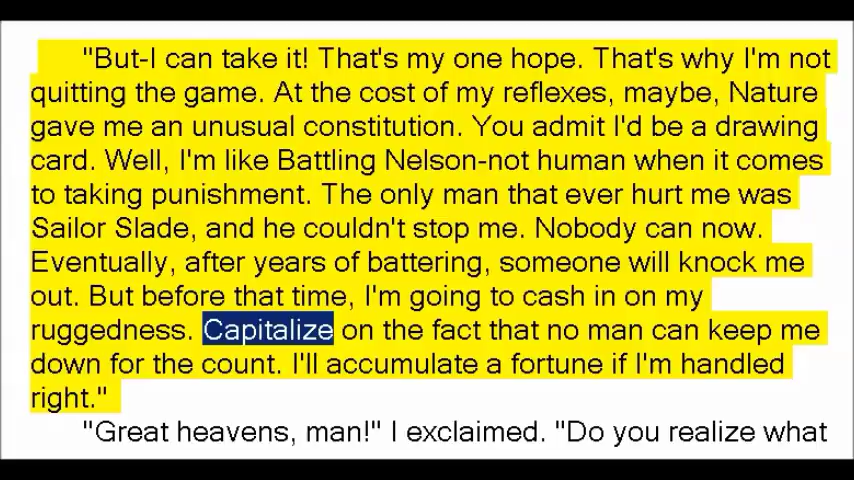 "But-I can take it! That's my one hope. That's why I'm not
quitting the game. At the cost of my reflexes, maybe, Nature
gave me an unusual constitution. You admit I'd be a drawing
card. Well, I'm like Battling Nelson-not human when it comes
to taking punishment. The only man that ever hurt me was
Sailor Slade, and he couldn't stop me. Nobody can now.
Eventually, after years of battering, someone will knock me
out. But before that time, I'm going to cash in on my
ruggedness. Capitalize on the fact that no man can keep me
down for the count. I'll accumulate a fortune if I'm handled
right."
"Great heavens, man!" I exclaimed. "Do you realize what